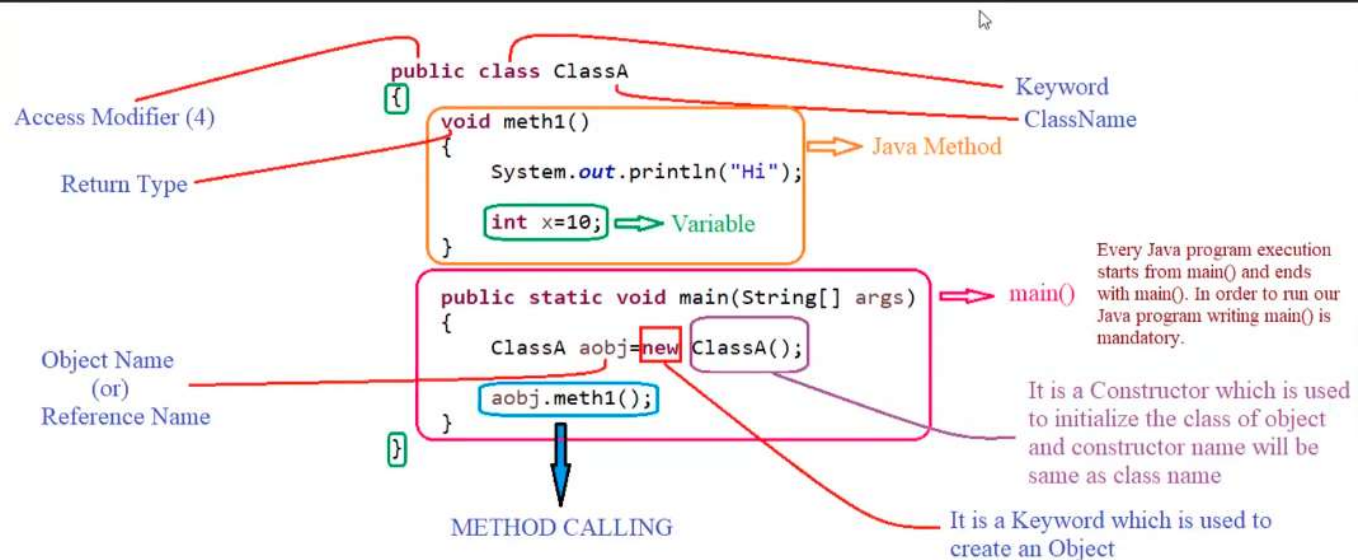 public class ClassA
Keyword
{
Access Modifier (4)
ClassName
void meth1()
Java Method
{
System.out.println("Hi");
Return Type
int x=10;
Variable
}
Every Java program execution
starts from main() and ends
with main(). In order to run our
Java program writing main() is
mandatory.
public static void main(String[] args)
main()
{
ClassA aobj=new ClassA();
Object Name
(or)
Reference Name
aobj.meth1();
}
It is a Constructor which is used
to initialize the class of object
and constructor name will be
same as class name
}
METHOD CALLING
It is a Keyword which is used to
create an Object